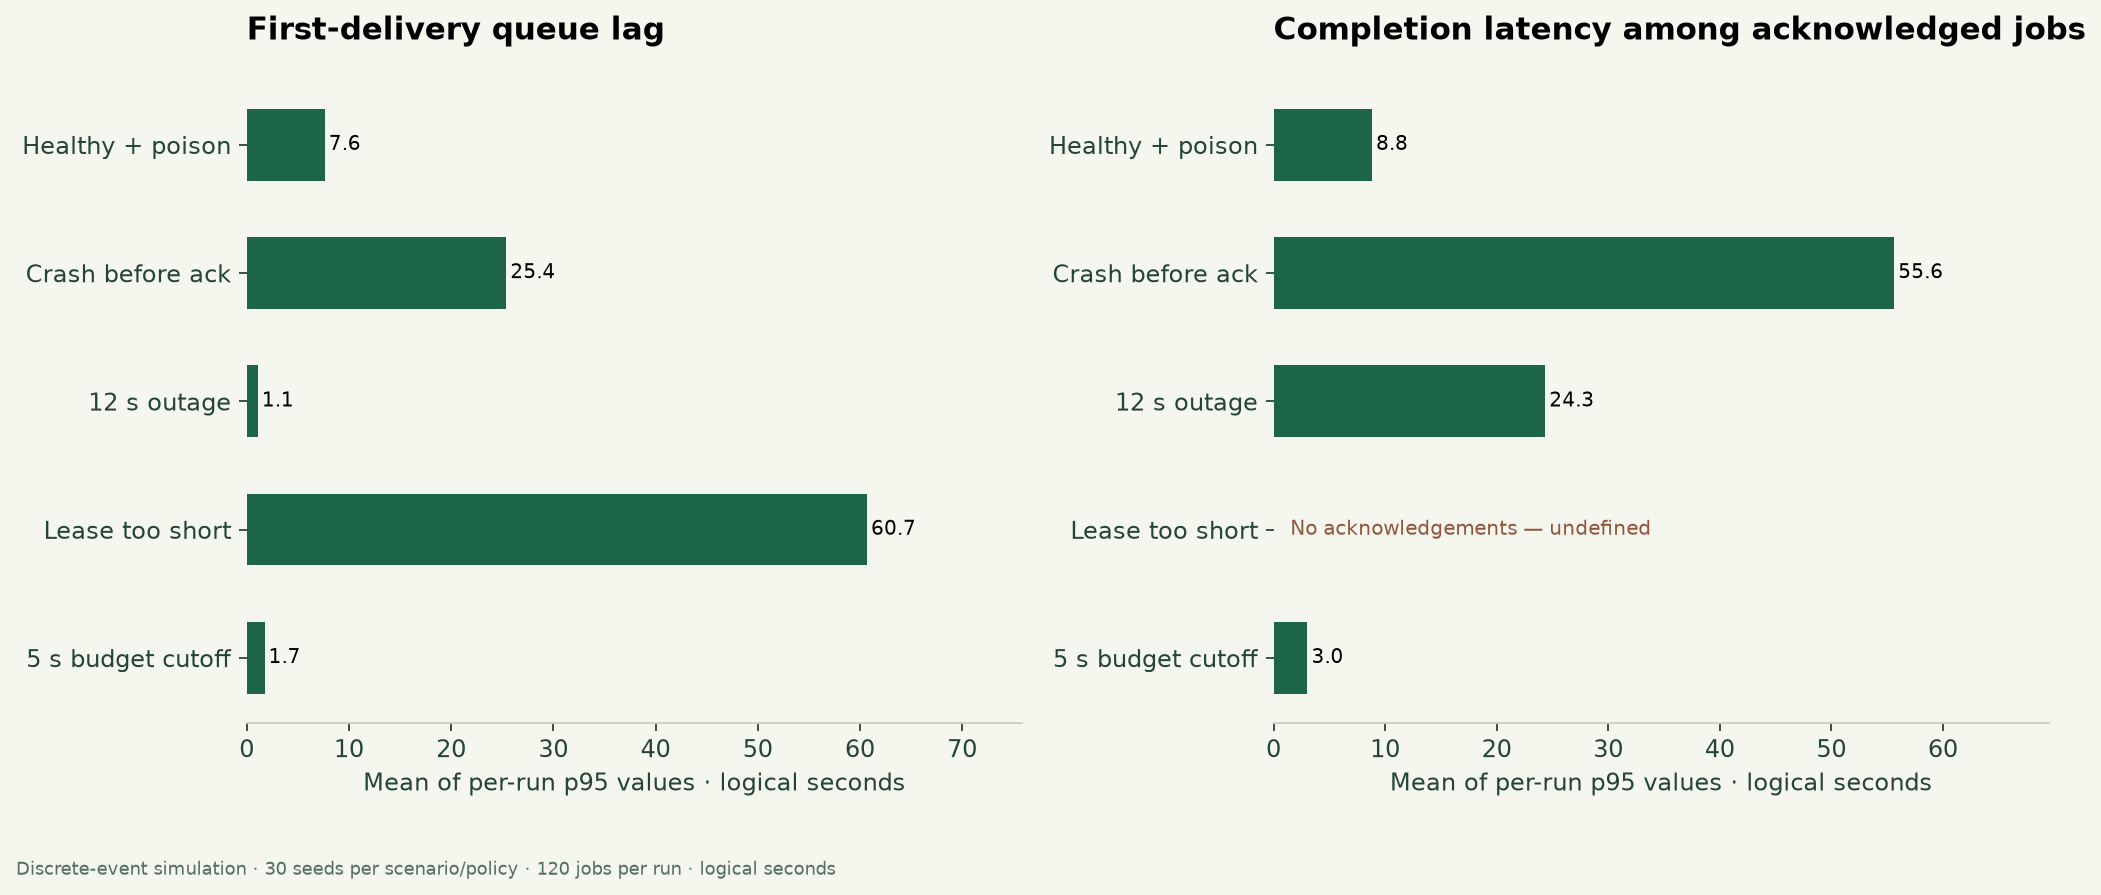 First-delivery queue lag
Healthy + poison
7.6
Crash before ack
25.4
12 s outage
1.1
Lease too short
60.7
5 s budget cutoff
1.7
0 10 20 30 40 50 60 70
Mean of per-run p95 values · logical seconds
Completion latency among acknowledged jobs
Healthy + poison
8.8
Crash before ack
55.6
12 s outage
24.3
Lease too short
No acknowledgements — undefined
5 s budget cutoff
3.0
0 10 20 30 40 50 60
Mean of per-run p95 values · logical seconds
Discrete-event simulation · 30 seeds per scenario/policy · 120 jobs per run · logical seconds